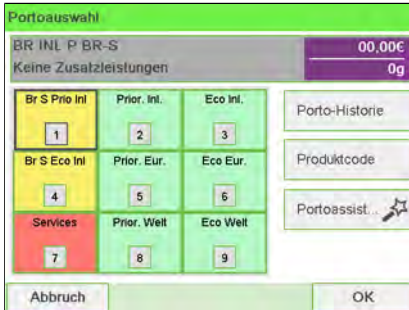 Portoauswahl
BR INL P BR-S 00,00€
Keine Zusatzleistungen 0g
Br S Prio Inl Prior. Inl. Eco Inl. Porto-Historie
1 2 3
Br S Eco Inl Prior. Eur. Eco Eur. Produktcode
4 5 6
Services Prior. Welt Eco Welt Portoassist...
7 8 9
Abbruch OK